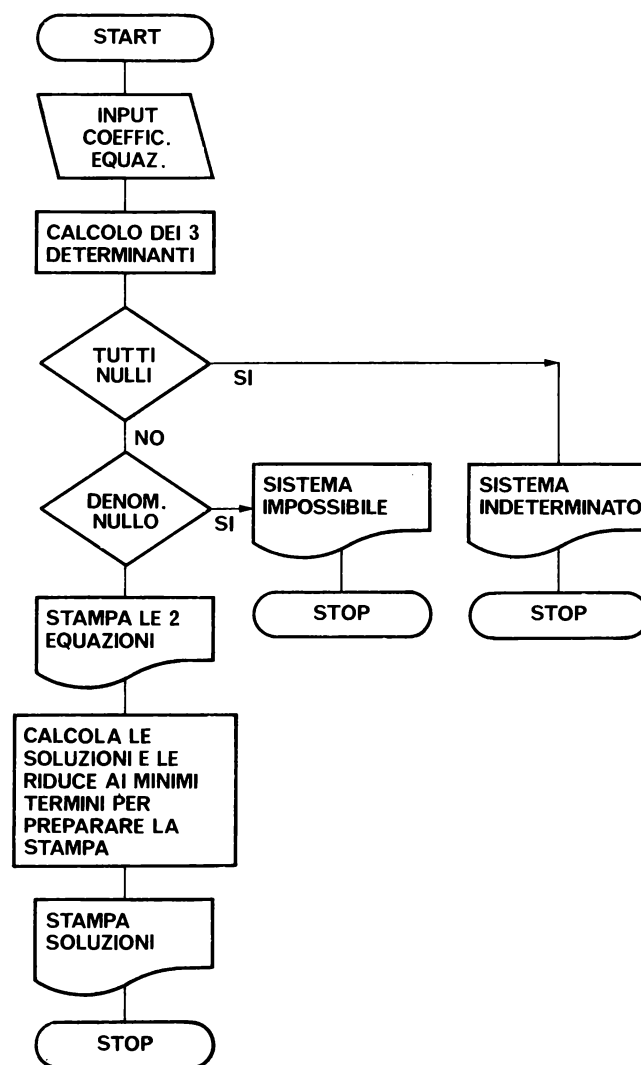 START
INPUT
COEFFIC.
EQUAZ.
CALCOLO DEI 3
DETERMINANTI
TUTTI
NULLI
SI
NO
DENOM.
NULLO
SI
SISTEMA
IMPOSSIBILE
STOP
SISTEMA
INDETERMINATO
STOP
STAMPA LE 2
EQUAZIONI
CALCOLA LE
SOLUZIONI E LE
RIDUCE AI MINIMI
TERMINI PER
PREPARARE LA
STAMPA
STAMPA
SOLUZIONI
STOP